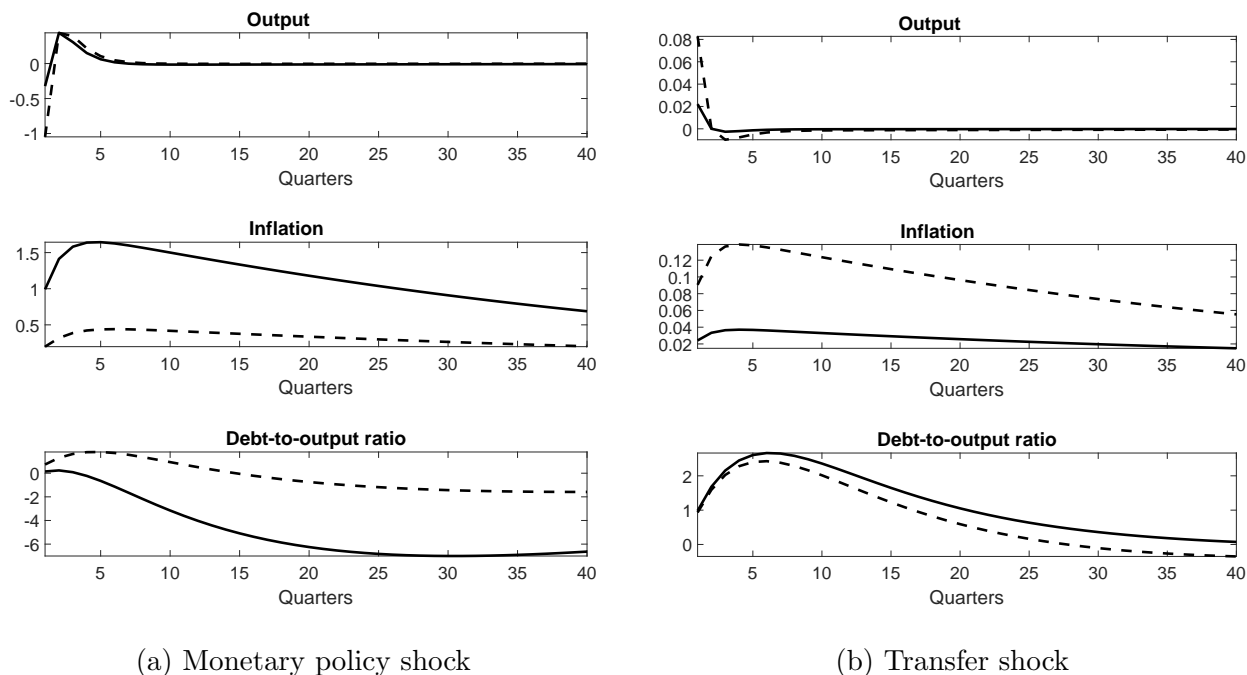 Output
0
-0.5
-1
5 10 15 20 25 30 35 40
Quarters
Inflation
1.5
1
0.5
5 10 15 20 25 30 35 40
Quarters
Debt-to-output ratio
0
-2
-4
-6
5 10 15 20 25 30 35 40
Quarters
(a) Monetary policy shock
Output
0.08
0.06
0.04
0.02
0
5 10 15 20 25 30 35 40
Quarters
Inflation
0.12
0.1
0.08
0.06
0.04
0.02
5 10 15 20 25 30 35 40
Quarters
Debt-to-output ratio
2
1
0
5 10 15 20 25 30 35 40
Quarters
(b) Transfer shock